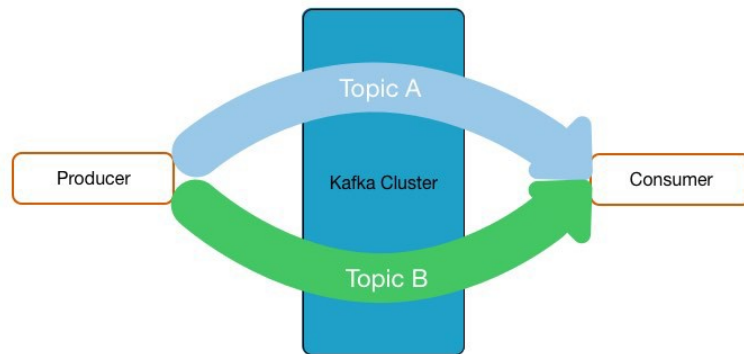 Topic A
Producer
Kafka Cluster
Consumer
Topic B